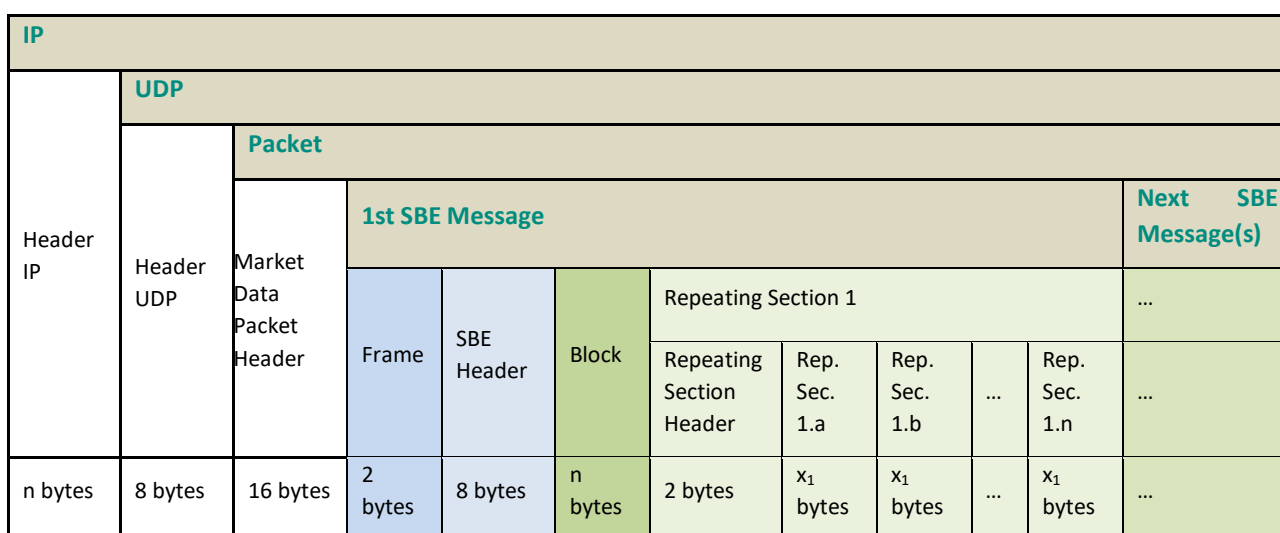 IP
UDP
Packet
1st SBE Message
Next SBE
Message(s)
Header
IP
Header
UDP
Market
Data
Packet
Header
Frame
SBE
Header
Block
Repeating Section 1
…
Repeating
Section
Header
Rep.
Sec.
1.a
Rep.
Sec.
1.b
…
Rep.
Sec.
1.n
…
n bytes
8 bytes
16 bytes
2
bytes
8 bytes
n
bytes
2 bytes
x₁
bytes
x₁
bytes
…
x₁
bytes
…